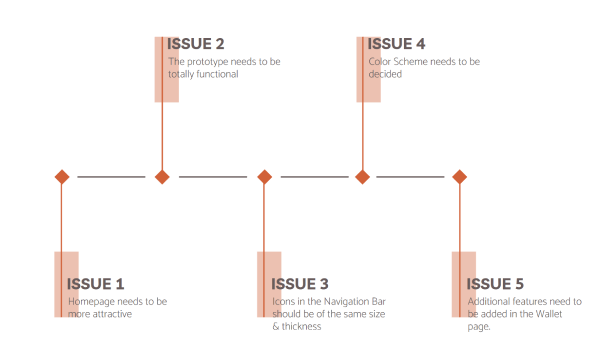 ISSUE 2
The prototype needs to be
totally functional
ISSUE 4
Color Scheme needs to be
decided
ISSUE 1
Homepage needs to be
more attractive
ISSUE 3
Icons in the Navigation Bar
should be of the same size
& thickness
ISSUE 5
Additional features need to
be added in the Wallet
page.